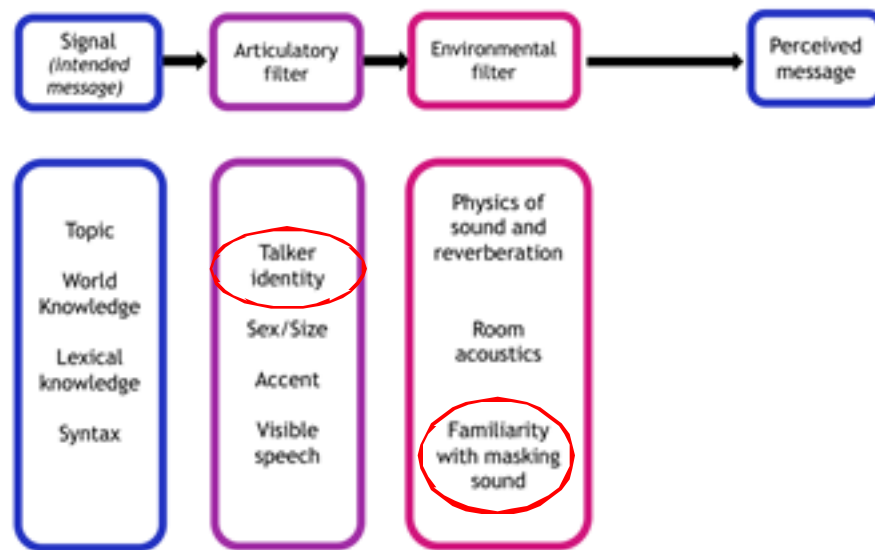 Signal
(intended
message)
Articulatory
filter
Environmental
filter
Perceived
message
Topic
World
Knowledge
Lexical
knowledge
Syntax
Talker
identity
Sex/Size
Accent
Visible
speech
Physics of
sound and
reverberation
Room
acoustics
Familiarity
with masking
sound